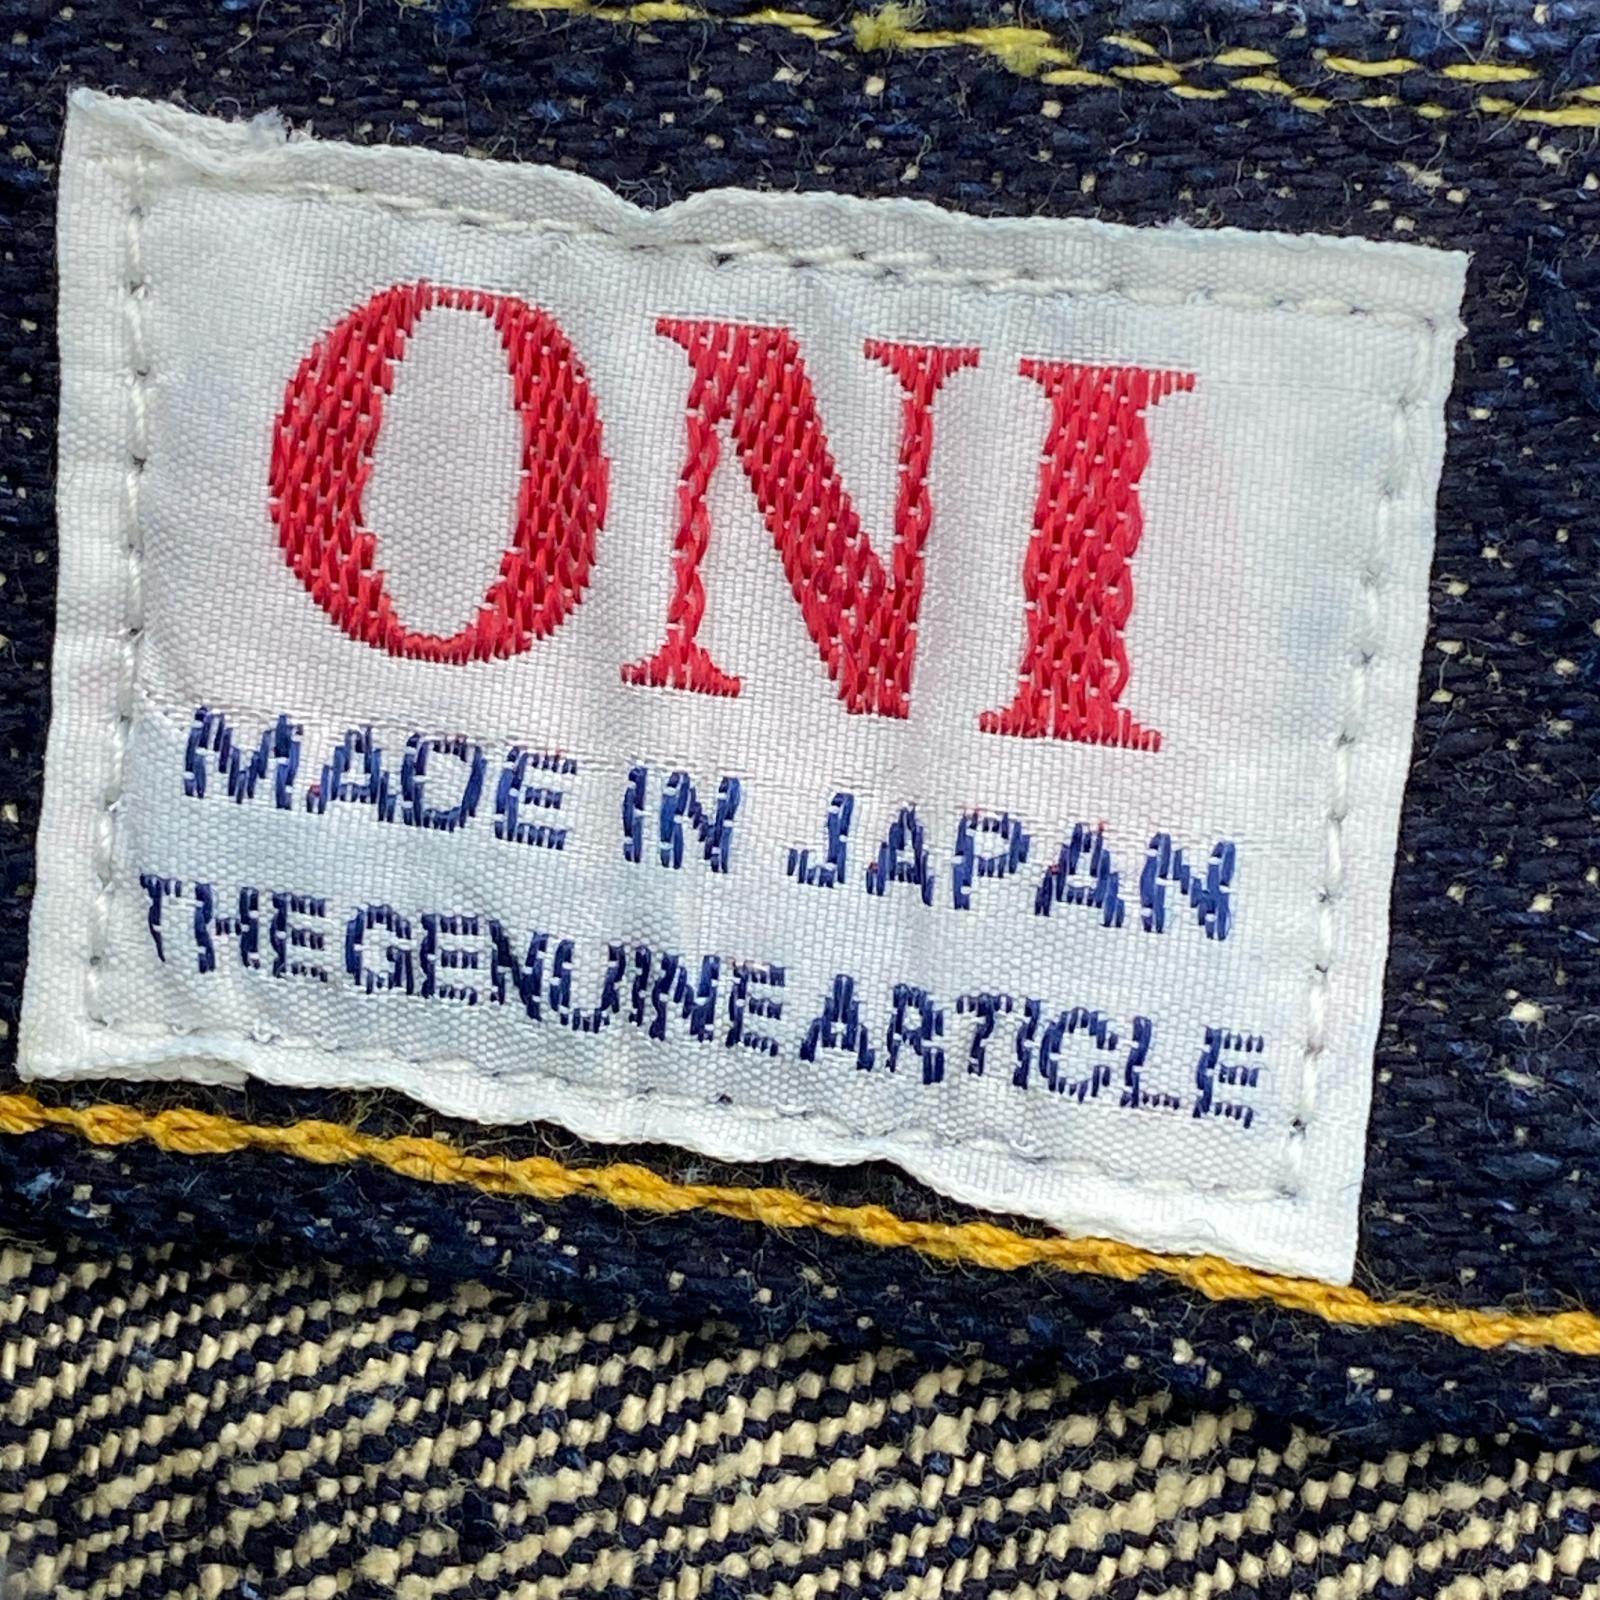 ONI
MADE IN JAPAN
THE GENUINE ARTICLE